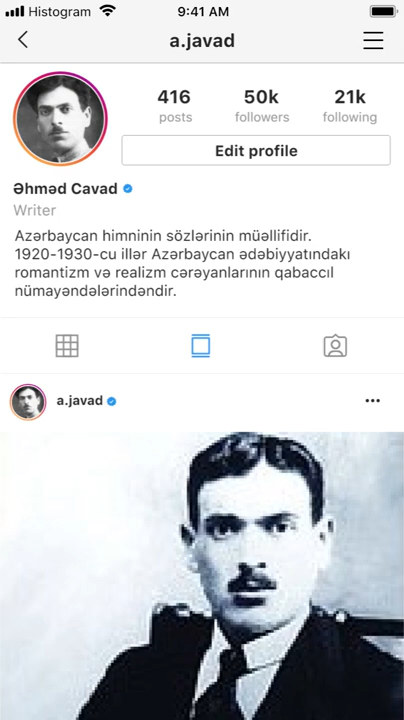 Histogram 9:41 AM
a.javad
416 50k 21k
posts followers following
Edit profile
Əhməd Cavad
Writer
Azərbaycan himninin sözlərinin müəllifidir.
1920-1930-cu illər Azərbaycan ədəbiyyatındakı
romantizm və realizm cərəyanlarının qabaccıl
nümayəndələrindəndir.
a.javad